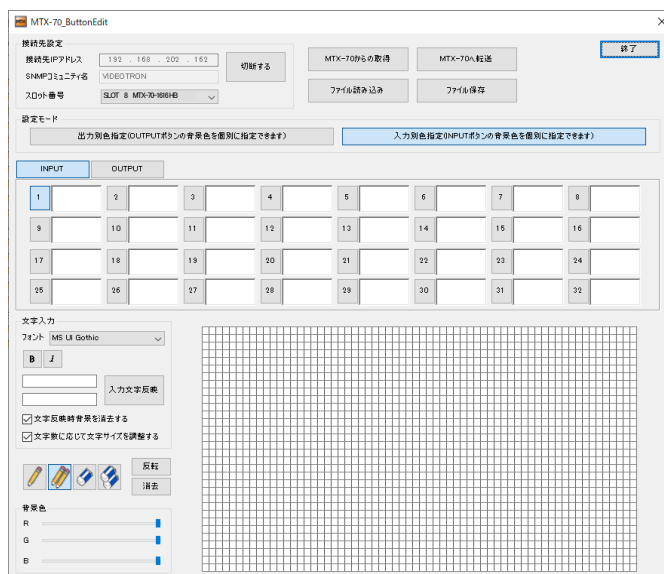 MTX-70_ButtonEdit
接続先設定
接続先IPアドレス 192 . 168 . 202 . 162
SNMPコミュニティ名 VIDEOTRON
スロット番号 SLOT 8 MTX-70-1616HB
切断する
MTX-70からの取得
MTX-70へ転送
終了
ファイル読み込み
ファイル保存
設定モード
出力別色指定(OUTPUTボタンの背景色を個別に指定できます)
入力別色指定(INPUTボタンの背景色を個別に指定できます)
INPUT OUTPUT
1 2 3 4 5 6 7 8
9 10 11 12 13 14 15 16
17 18 19 20 21 22 23 24
25 26 27 28 29 30 31 32
文字入力
フォント MS UI Gothic
B I
入力文字反映
文字反映時背景を消去する
文字数に応じて文字サイズを調整する
反転
消去
背景色
R
G
B